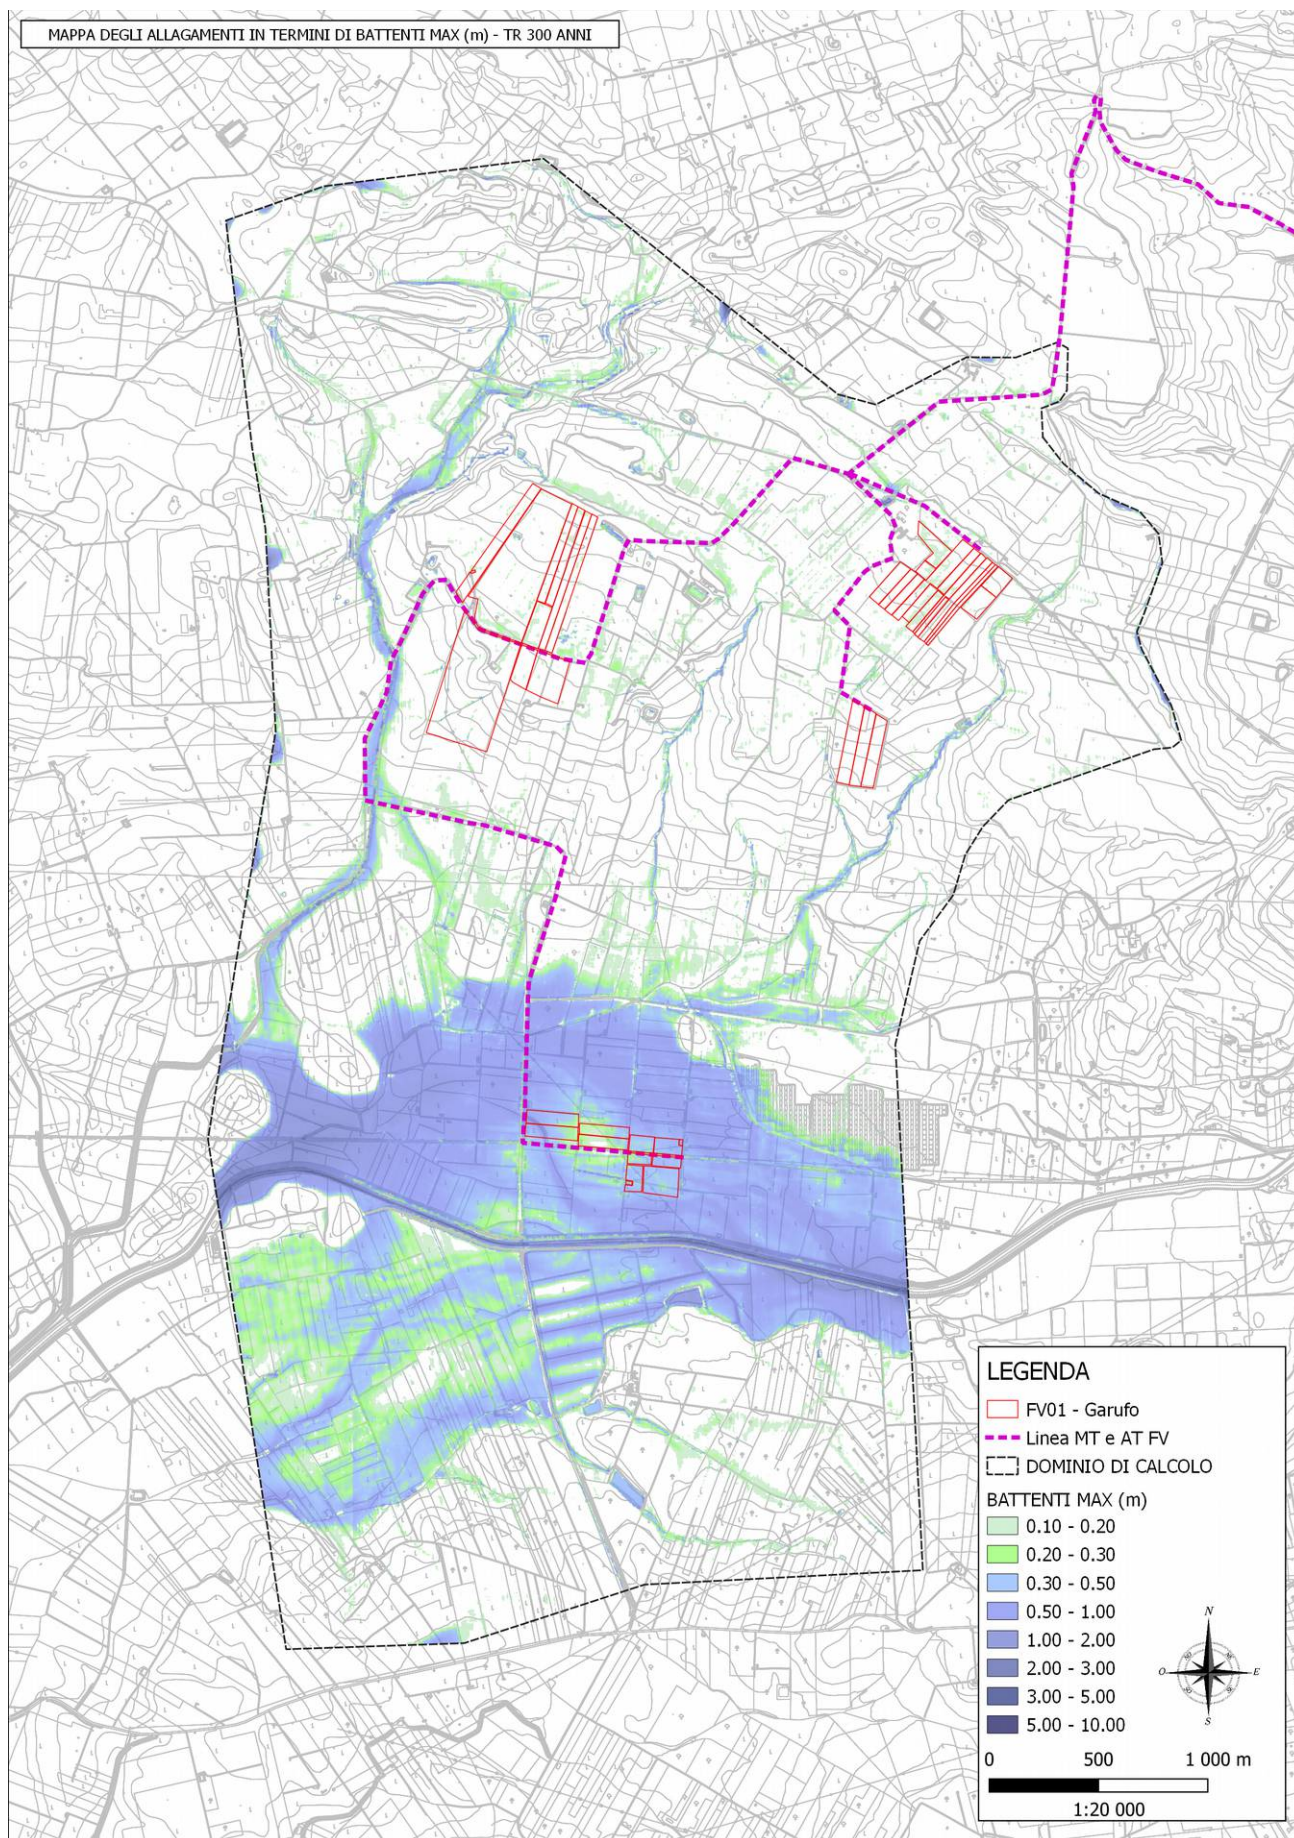 MAPPA DEGLI ALLAGAMENTI IN TERMINI DI BATTENTI MAX (m) - TR 300 ANNI
LEGENDA
FV01 - Garufo
Linea MT e AT FV
DOMINIO DI CALCOLO
BATTENTI MAX (m)
0.10 - 0.20
0.20 - 0.30
0.30 - 0.50
0.50 - 1.00
1.00 - 2.00
2.00 - 3.00
3.00 - 5.00
5.00 - 10.00
N
O
E
S
0 500 1 000 m
1:20 000